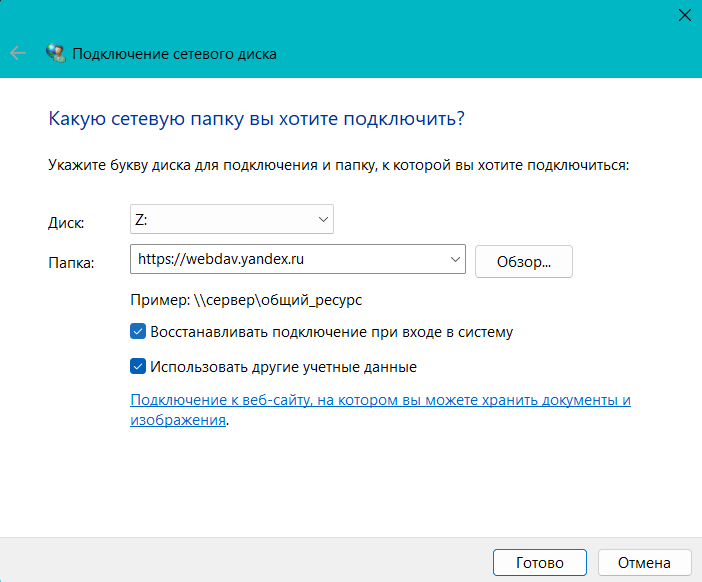 Подключение сетевого диска
Какую сетевую папку вы хотите подключить?
Укажите букву диска для подключения и папку, к которой вы хотите подключиться:
Диск: Z:
Папка: https://webdav.yandex.ru Обзор...
Пример: \\сервер\общий_ресурс
Восстанавливать подключение при входе в систему
Использовать другие учетные данные
Подключение к веб-сайту, на котором вы можете хранить документы и
изображения.
Готово Отмена